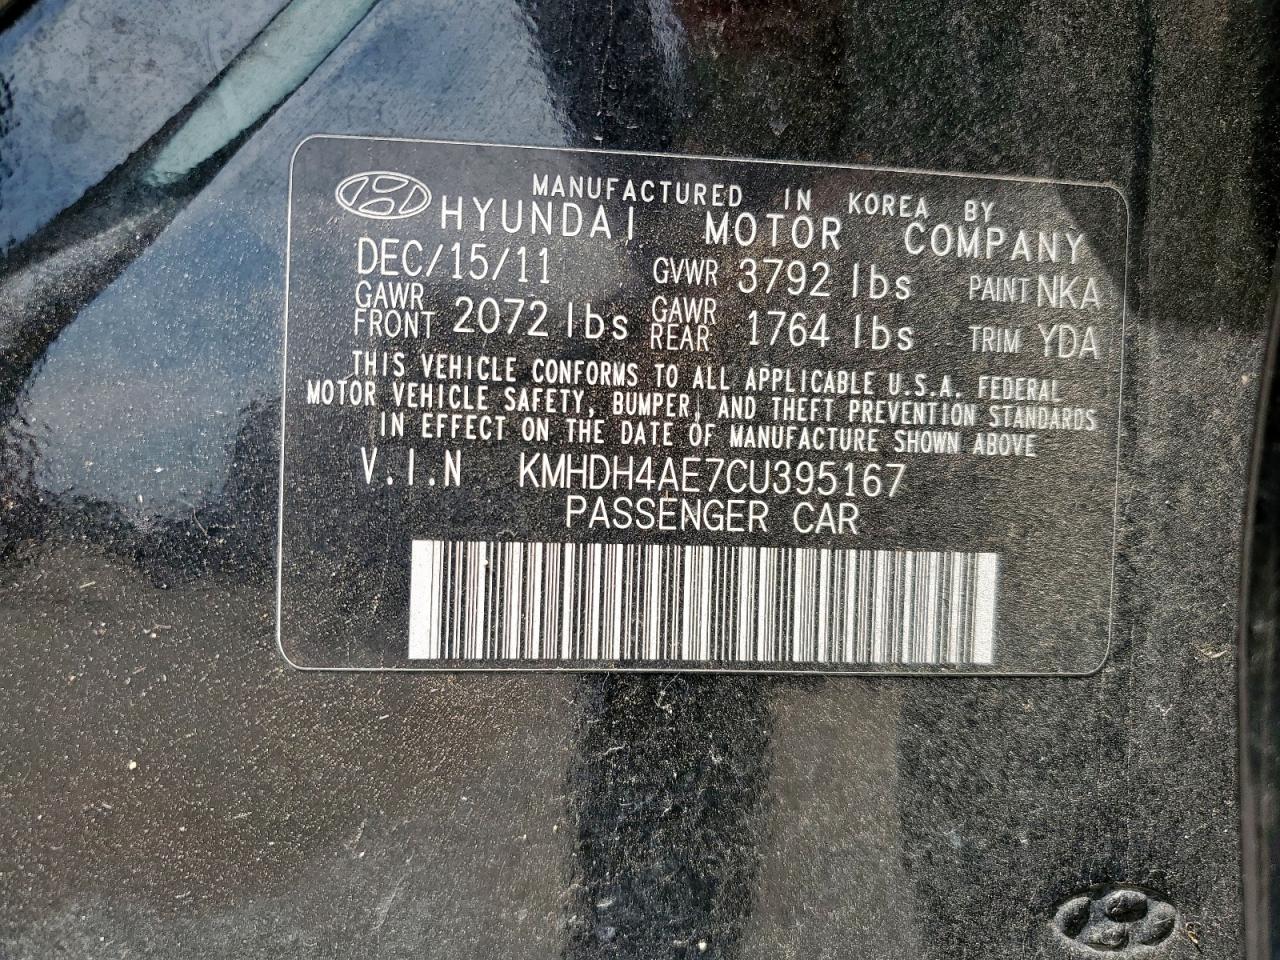 MANUFACTURED IN KOREA BY
HYUNDAI MOTOR COMPANY
DEC/15/11 GVWR 3792 lbs PAINT NKA
GAWR FRONT 2072 lbs GAWR REAR 1764 lbs TRIM YDA
THIS VEHICLE CONFORMS TO ALL APPLICABLE U.S.A. FEDERAL
MOTOR VEHICLE SAFETY, BUMPER, AND THEFT PREVENTION STANDARDS
IN EFFECT ON THE DATE OF MANUFACTURE SHOWN ABOVE
V.I.N KMHDH4AE7CU395167
PASSENGER CAR